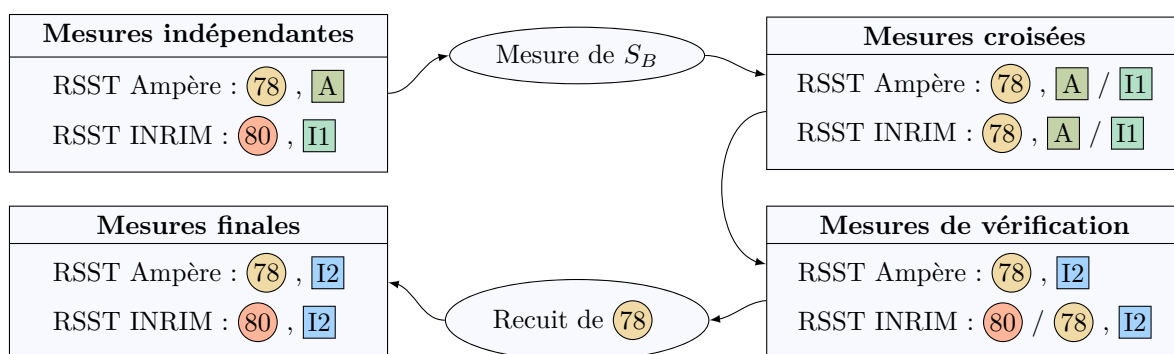 Mesures indépendantes
RSST Ampère : 78 , A
RSST INRIM : 80 , I1
Mesure de S_B
Mesures croisées
RSST Ampère : 78 , A / I1
RSST INRIM : 78 , A / I1
Mesures de vérification
RSST Ampère : 78 , I2
RSST INRIM : 80 / 78 , I2
Recuit de 78
Mesures finales
RSST Ampère : 78 , I2
RSST INRIM : 80 , I2